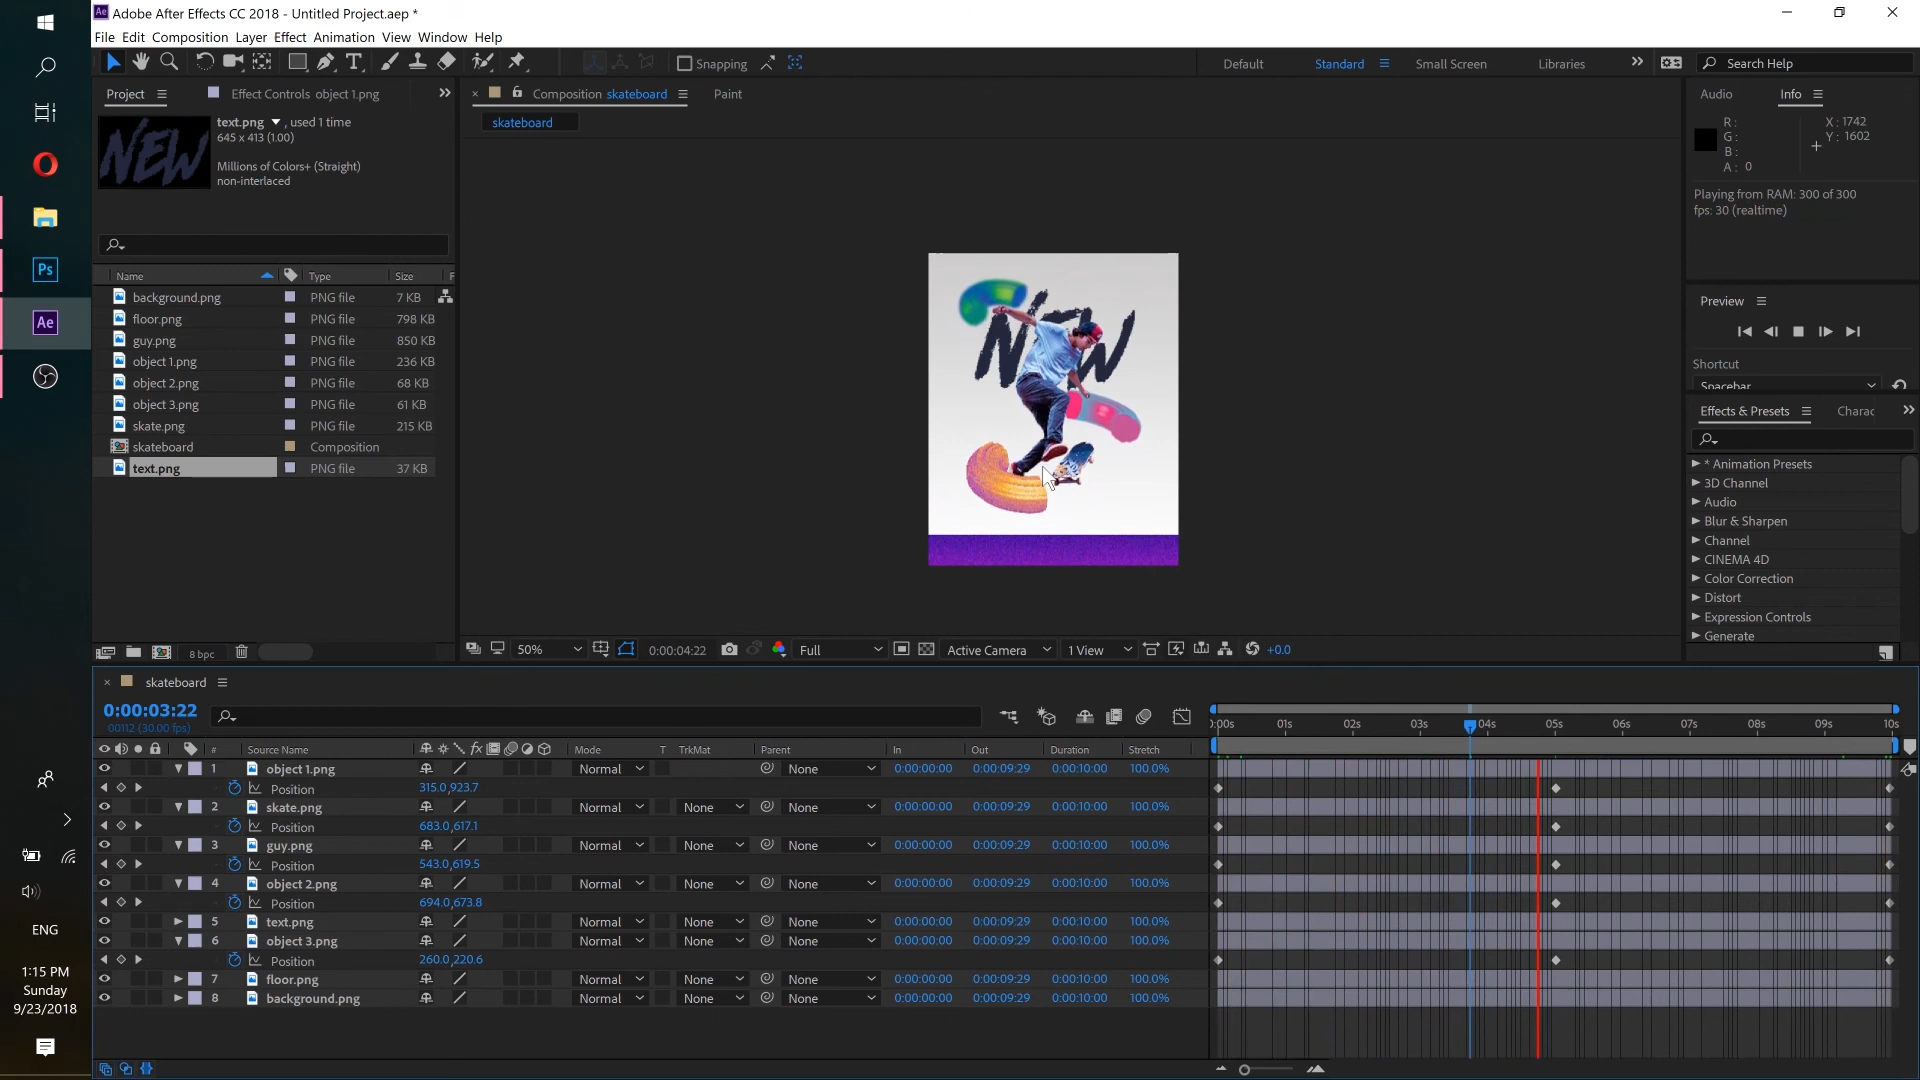 Adobe After Effects CC 2018 - Untitled Project.aep *
File Edit Composition Layer Effect Animation View Window Help
Snapping
Default Standard Small Screen Libraries Search Help
Project Effect Controls object 1.png
Composition skateboard Paint
skateboard
Audio Info
text.png , used 1 time
645 x 413 (1.00)
Millions of Colors+ (Straight)
non-interlaced
NEW
R :
G :
B :
A : 0
X : 1742
Y : 1602
Playing from RAM: 300 of 300
fps: 30 (realtime)
Name Type Size F
background.png PNG file 7 KB
floor.png PNG file 798 KB
guy.png PNG file 850 KB
object 1.png PNG file 236 KB
object 2.png PNG file 68 KB
object 3.png PNG file 61 KB
skate.png PNG file 215 KB
skateboard Composition
text.png PNG file 37 KB
NEW
Preview
Shortcut
Spacebar
Effects & Presets Charac
* Animation Presets
3D Channel
Audio
Blur & Sharpen
Channel
CINEMA 4D
Color Correction
Distort
Expression Controls
Generate
8 bpc
50% 0:00:04:22 Full Active Camera 1 View +0.0
skateboard
0:00:03:22
00112 (30.00 fps)
0:00s 01s 02s 03s 04s 05s 06s 07s 08s 09s 10s
# Source Name fx Mode T TrkMat Parent In Out Duration Stretch
1 object 1.png Normal None 0:00:00:00 0:00:09:29 0:00:10:00 100.0%
Position 315.0,923.7
2 skate.png Normal None None 0:00:00:00 0:00:09:29 0:00:10:00 100.0%
Position 683.0,617.1
3 guy.png Normal None None 0:00:00:00 0:00:09:29 0:00:10:00 100.0%
Position 543.0,619.5
4 object 2.png Normal None None 0:00:00:00 0:00:09:29 0:00:10:00 100.0%
Position 694.0,673.8
5 text.png Normal None None 0:00:00:00 0:00:09:29 0:00:10:00 100.0%
6 object 3.png Normal None None 0:00:00:00 0:00:09:29 0:00:10:00 100.0%
Position 260.0,220.6
7 floor.png Normal None None 0:00:00:00 0:00:09:29 0:00:10:00 100.0%
8 background.png Normal None None 0:00:00:00 0:00:09:29 0:00:10:00 100.0%
Ps
Ae
ENG
1:15 PM
Sunday
9/23/2018